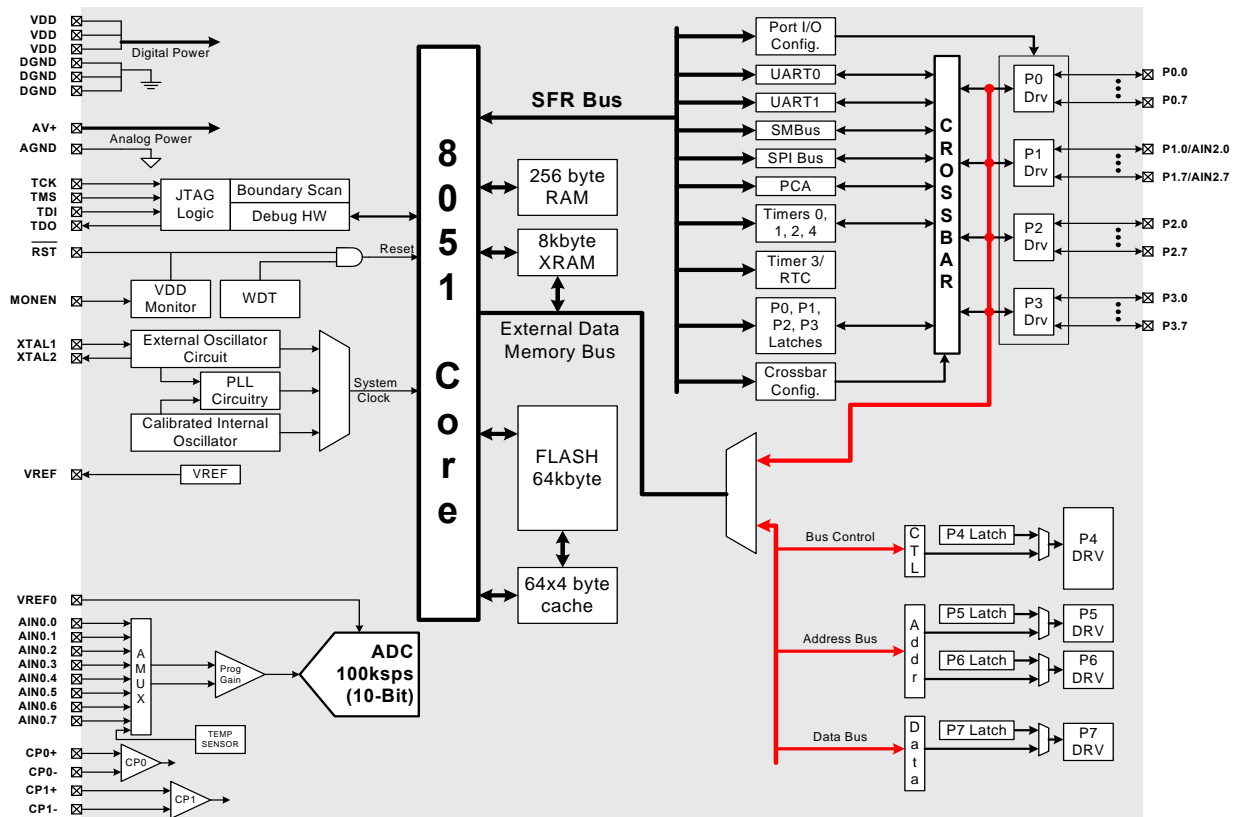 VDD
VDD
VDD
Digital Power
DGND
DGND
DGND
AV+
Analog Power
AGND
TCK
TMS
TDI
TDO
JTAG
Logic
Boundary Scan
Debug HW
RST
Reset
MONEN
VDD
Monitor
WDT
XTAL1
XTAL2
External Oscillator
Circuit
PLL
Circuitry
Calibrated Internal
Oscillator
System
Clock
VREF
VREF
VREF0
AIN0.0
AIN0.1
AIN0.2
AIN0.3
AIN0.4
AIN0.5
AIN0.6
AIN0.7
AMUX
Prog
Gain
ADC
100ksps
(10-Bit)
TEMP
SENSOR
CP0+
CP0-
CP0
CP1+
CP1-
CP1
8051 Core
SFR Bus
256 byte
RAM
8kbyte
XRAM
External Data
Memory Bus
FLASH
64kbyte
64x4 byte
cache
Port I/O
Config.
UART0
UART1
SMBus
SPI Bus
PCA
Timers 0,
1, 2, 4
Timer 3/
RTC
P0, P1,
P2, P3
Latches
Crossbar
Config.
CROSSBAR
P0
Drv
P1
Drv
P2
Drv
P3
Drv
P0.0
P0.7
P1.0/AIN2.0
P1.7/AIN2.7
P2.0
P2.7
P3.0
P3.7
Bus Control
CTL
P4 Latch
P4
DRV
Address Bus
Addr
P5 Latch
P5
DRV
P6 Latch
P6
DRV
Data Bus
Data
P7 Latch
P7
DRV